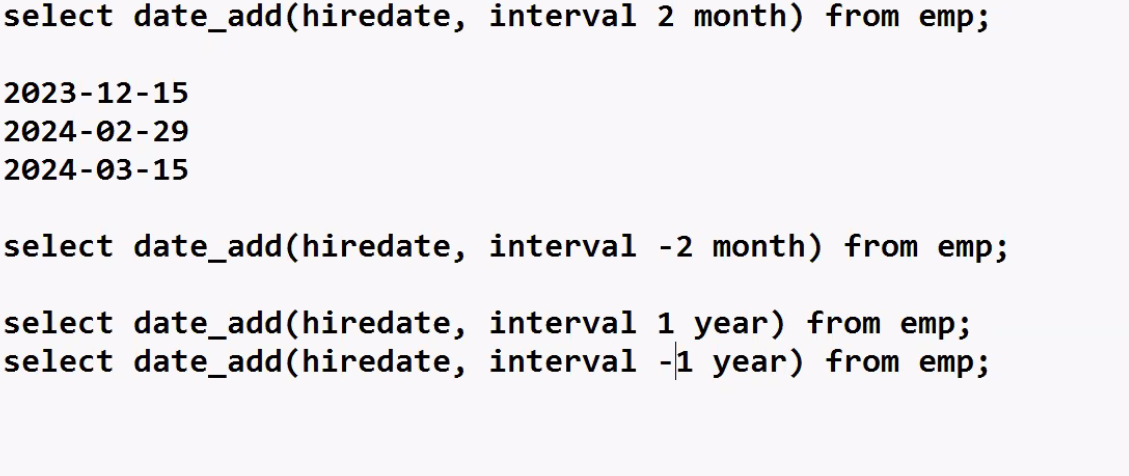 select date_add(hiredate, interval 2 month) from emp;
2023-12-15
2024-02-29
2024-03-15
select date_add(hiredate, interval -2 month) from emp;
select date_add(hiredate, interval 1 year) from emp;
select date_add(hiredate, interval -1 year) from emp;